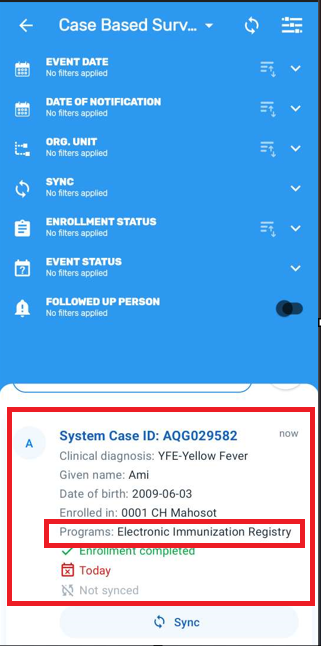 Case Based Surv...
EVENT DATE
No filters applied
DATE OF NOTIFICATION
No filters applied
ORG. UNIT
No filters applied
SYNC
No filters applied
ENROLLMENT STATUS
No filters applied
EVENT STATUS
No filters applied
FOLLOWED UP PERSON
No filters applied
A
System Case ID: AQG029582
now
Clinical diagnosis: YFE-Yellow Fever
Given name: Ami
Date of birth: 2009-06-03
Enrolled in: 0001 CH Mahosot
Programs: Electronic Immunization Registry
Enrollment completed
Today
Not synced
Sync